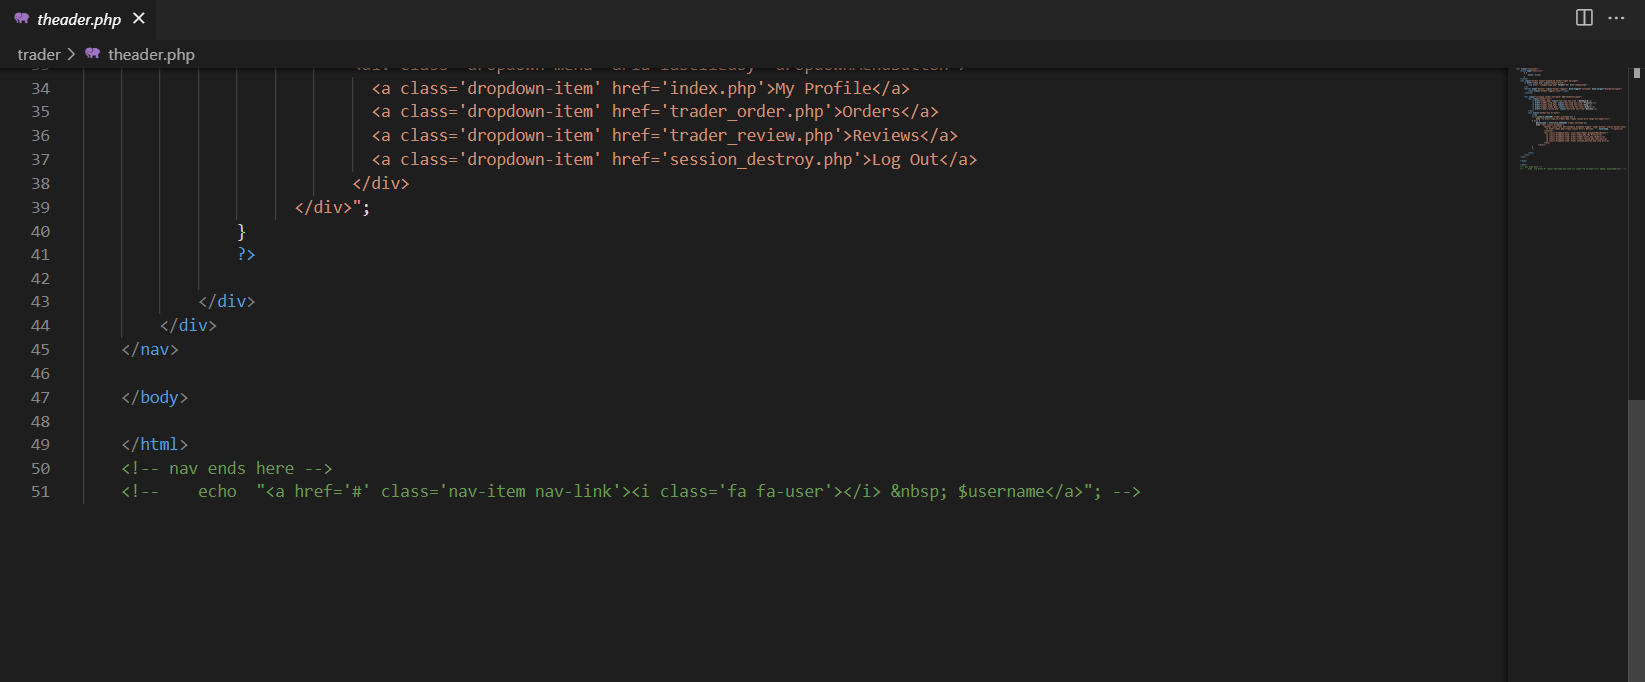 theader.php
trader > theader.php
34 <a class='dropdown-item' href='index.php'>My Profile</a>
35 <a class='dropdown-item' href='trader_order.php'>Orders</a>
36 <a class='dropdown-item' href='trader_review.php'>Reviews</a>
37 <a class='dropdown-item' href='session_destroy.php'>Log Out</a>
38 </div>
39 </div>";
40 }
41 ?>
42
43 </div>
44 </div>
45 </nav>
46
47 </body>
48
49 </html>
50 <!-- nav ends here -->
51 <!--    echo  "<a href='#' class='nav-item nav-link'><i class='fa fa-user'></i> &nbsp; $username</a>"; -->